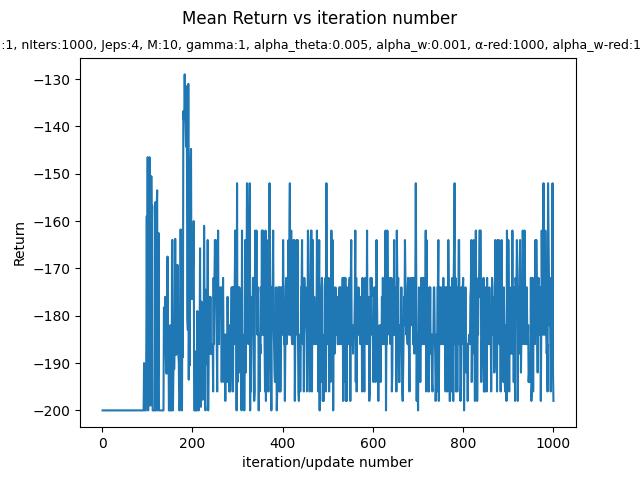 Mean Return vs iteration number
:1, nIters:1000, Jeps:4, M:10, gamma:1, alpha_theta:0.005, alpha_w:0.001, α-red:1000, alpha_w-red:1
Return
−130
−140
−150
−160
−170
−180
−190
−200
0 200 400 600 800 1000
iteration/update number